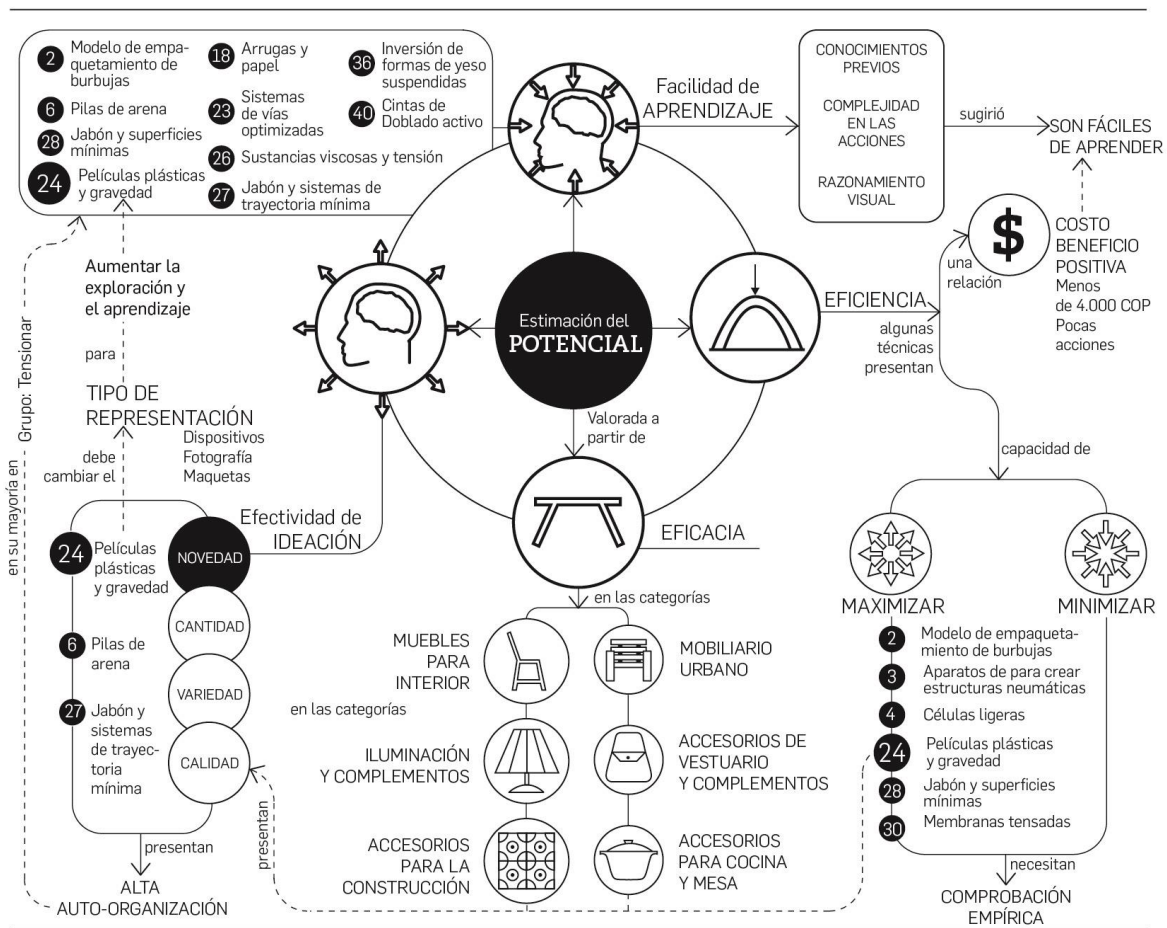 2 Modelo de empa-
quetamiento de
burbujas
6 Pilas de arena
28 Jabón y superficies
mínimas
24 Películas plásticas
y gravedad
18 Arrugas y
papel
23 Sistemas
de vías
optimizadas
26 Sustancias viscosas y tensión
27 Jabón y sistemas de
trayectoria mínima
36 Inversión de
formas de yeso
suspendidas
40 Cintas de
Doblado activo
Facilidad de
APRENDIZAJE
CONOCIMIENTOS
PREVIOS
COMPLEJIDAD
EN LAS
ACCIONES
RAZONAMIENTO
VISUAL
sugirió
SON FÁCILES
DE APRENDER
$
COSTO
BENEFICIO
POSITIVA
Menos
de 4.000 COP
Pocas
acciones
una
relación
EFICIENCIA
algunas
técnicas
presentan
capacidad de
Estimación del
POTENCIAL
Valorada a
partir de
Aumentar la
exploración y
el aprendizaje
para
TIPO DE
REPRESENTACIÓN
Dispositivos
Fotografía
Maquetas
debe
cambiar el
en su mayoría en
Grupo: Tensionar
Efectividad de
IDEACIÓN
24 Películas
plásticas
y gravedad
6 Pilas de
arena
27 Jabón y
sistemas
de trayec-
toria
mínima
NOVEDAD
CANTIDAD
VARIEDAD
CALIDAD
presentan
ALTA
AUTO-ORGANIZACIÓN
presentan
EFICACIA
en las categorías
MUEBLES
PARA
INTERIOR
MOBILIARIO
URBANO
en las categorías
ILUMINACIÓN
Y COMPLEMENTOS
ACCESORIOS DE
VESTUARIO
Y COMPLEMENTOS
ACCESORIOS
PARA LA
CONSTRUCCIÓN
ACCESORIOS
PARA COCINA
Y MESA
MAXIMIZAR
MINIMIZAR
2 Modelo de empaqueta-
miento de burbujas
3 Aparatos de para crear
estructuras neumáticas
4 Células ligeras
24 Películas plásticas
y gravedad
28 Jabón y superficies
mínimas
30 Membranas tensadas
necesitan
COMPROBACIÓN
EMPÍRICA